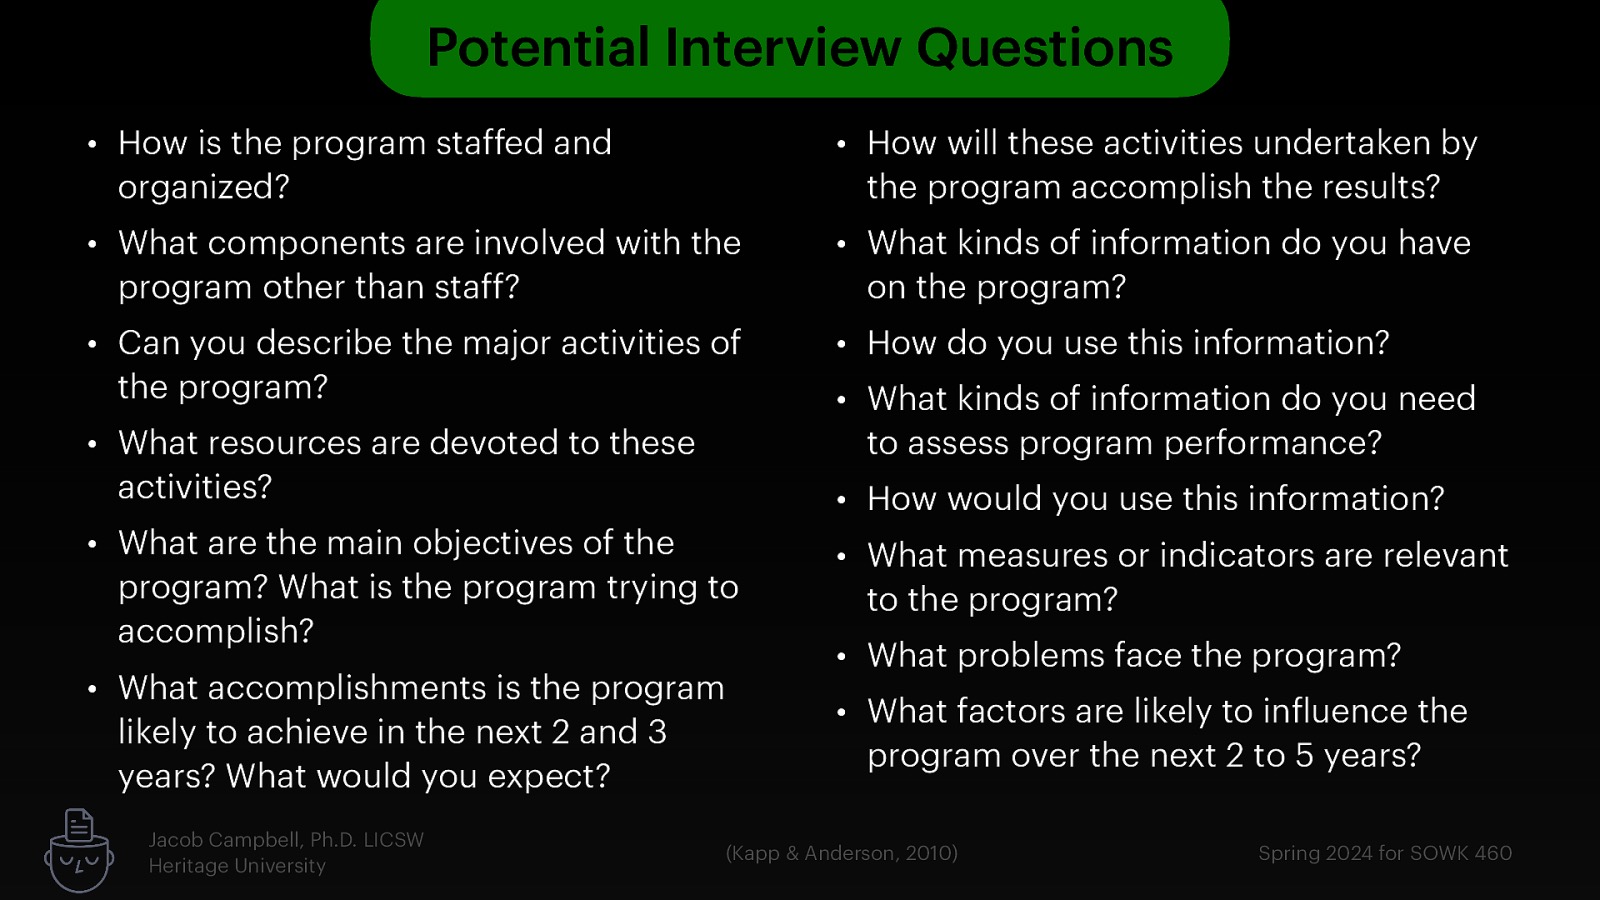 Potential Interview Questions
• How is the program staffed and
organized?
• What components are involved with the
program other than staff?
• Can you describe the major activities of
the program?
• What resources are devoted to these
activities?
• What are the main objectives of the
program? What is the program trying to
accomplish?
• What accomplishments is the program
likely to achieve in the next 2 and 3
years? What would you expect?
• How will these activities undertaken by
the program accomplish the results?
• What kinds of information do you have
on the program?
• How do you use this information?
• What kinds of information do you need
to assess program performance?
• How would you use this information?
• What measures or indicators are relevant
to the program?
• What problems face the program?
• What factors are likely to influence the
program over the next 2 to 5 years?
Jacob Campbell, Ph.D. LICSW
Heritage University
(Kapp & Anderson, 2010)
Spring 2024 for SOWK 460